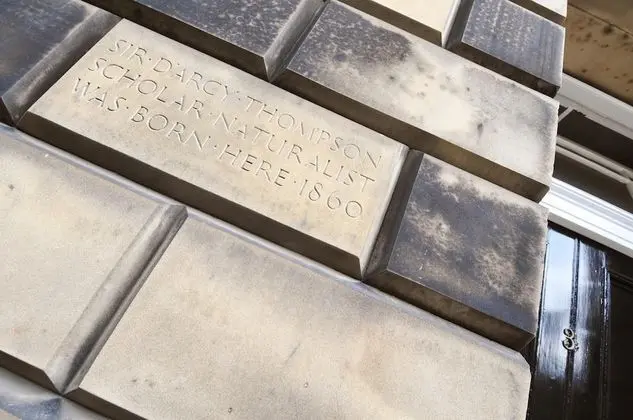 SIR·D'ARCY·THOMPSON
SCHOLAR·NATURALIST
WAS·BORN·HERE·1860